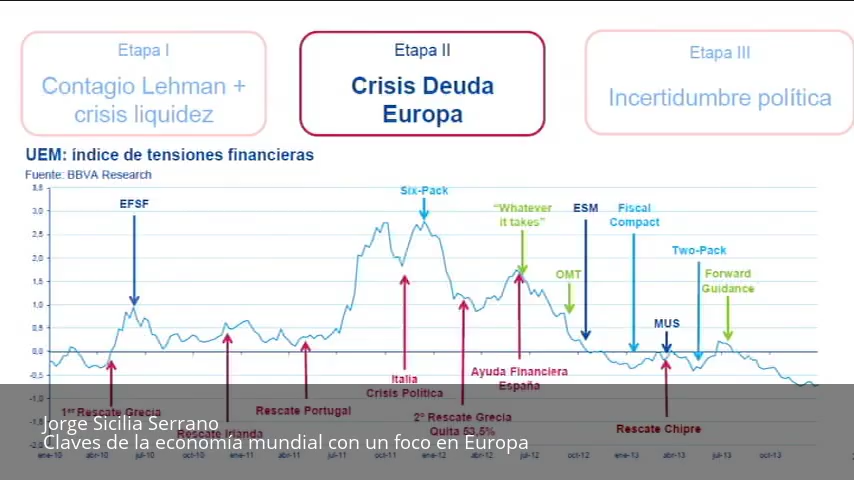 Etapa I
Contagio Lehman +
crisis liquidez
Etapa II
Crisis Deuda
Europa
Etapa III
Incertidumbre política
UEM: índice de tensiones financieras
Fuente: BBVA Research
3,5
3,0
2,5
2,0
1,5
1,0
0,5
0,0
-0,5
-1,0
-1,5
-2,0
EFSF
Six-Pack
"Whatever
it takes"
ESM
Fiscal
Compact
OMT
Two-Pack
Forward
Guidance
MUS
1er Rescate Grecia
Rescate Irlanda
Rescate Portugal
Italia
Crisis Política
2º Rescate Grecia
Quita 53,5%
Ayuda Financiera
España
Rescate Chipre
ene-10 abr-10 jul-10 oct-10 ene-11 abr-11 jul-11 oct-11 ene-12 abr-12 jul-12 oct-12 ene-13 abr-13 jul-13 oct-13
Jorge Sicilia Serrano
Claves de la economía mundial con un foco en Europa